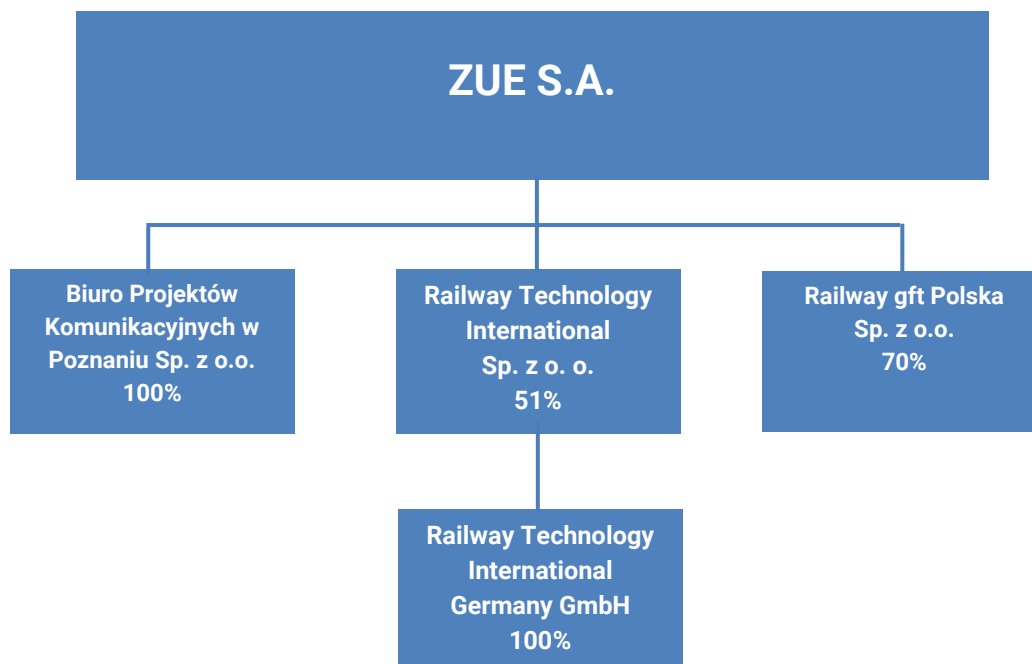 ZUE S.A.
Biuro Projektów
Komunikacyjnych w
Poznaniu Sp. z o.o.
100%
Railway Technology
International
Sp. z o. o.
51%
Railway gft Polska
Sp. z o.o.
70%
Railway Technology
International
Germany GmbH
100%